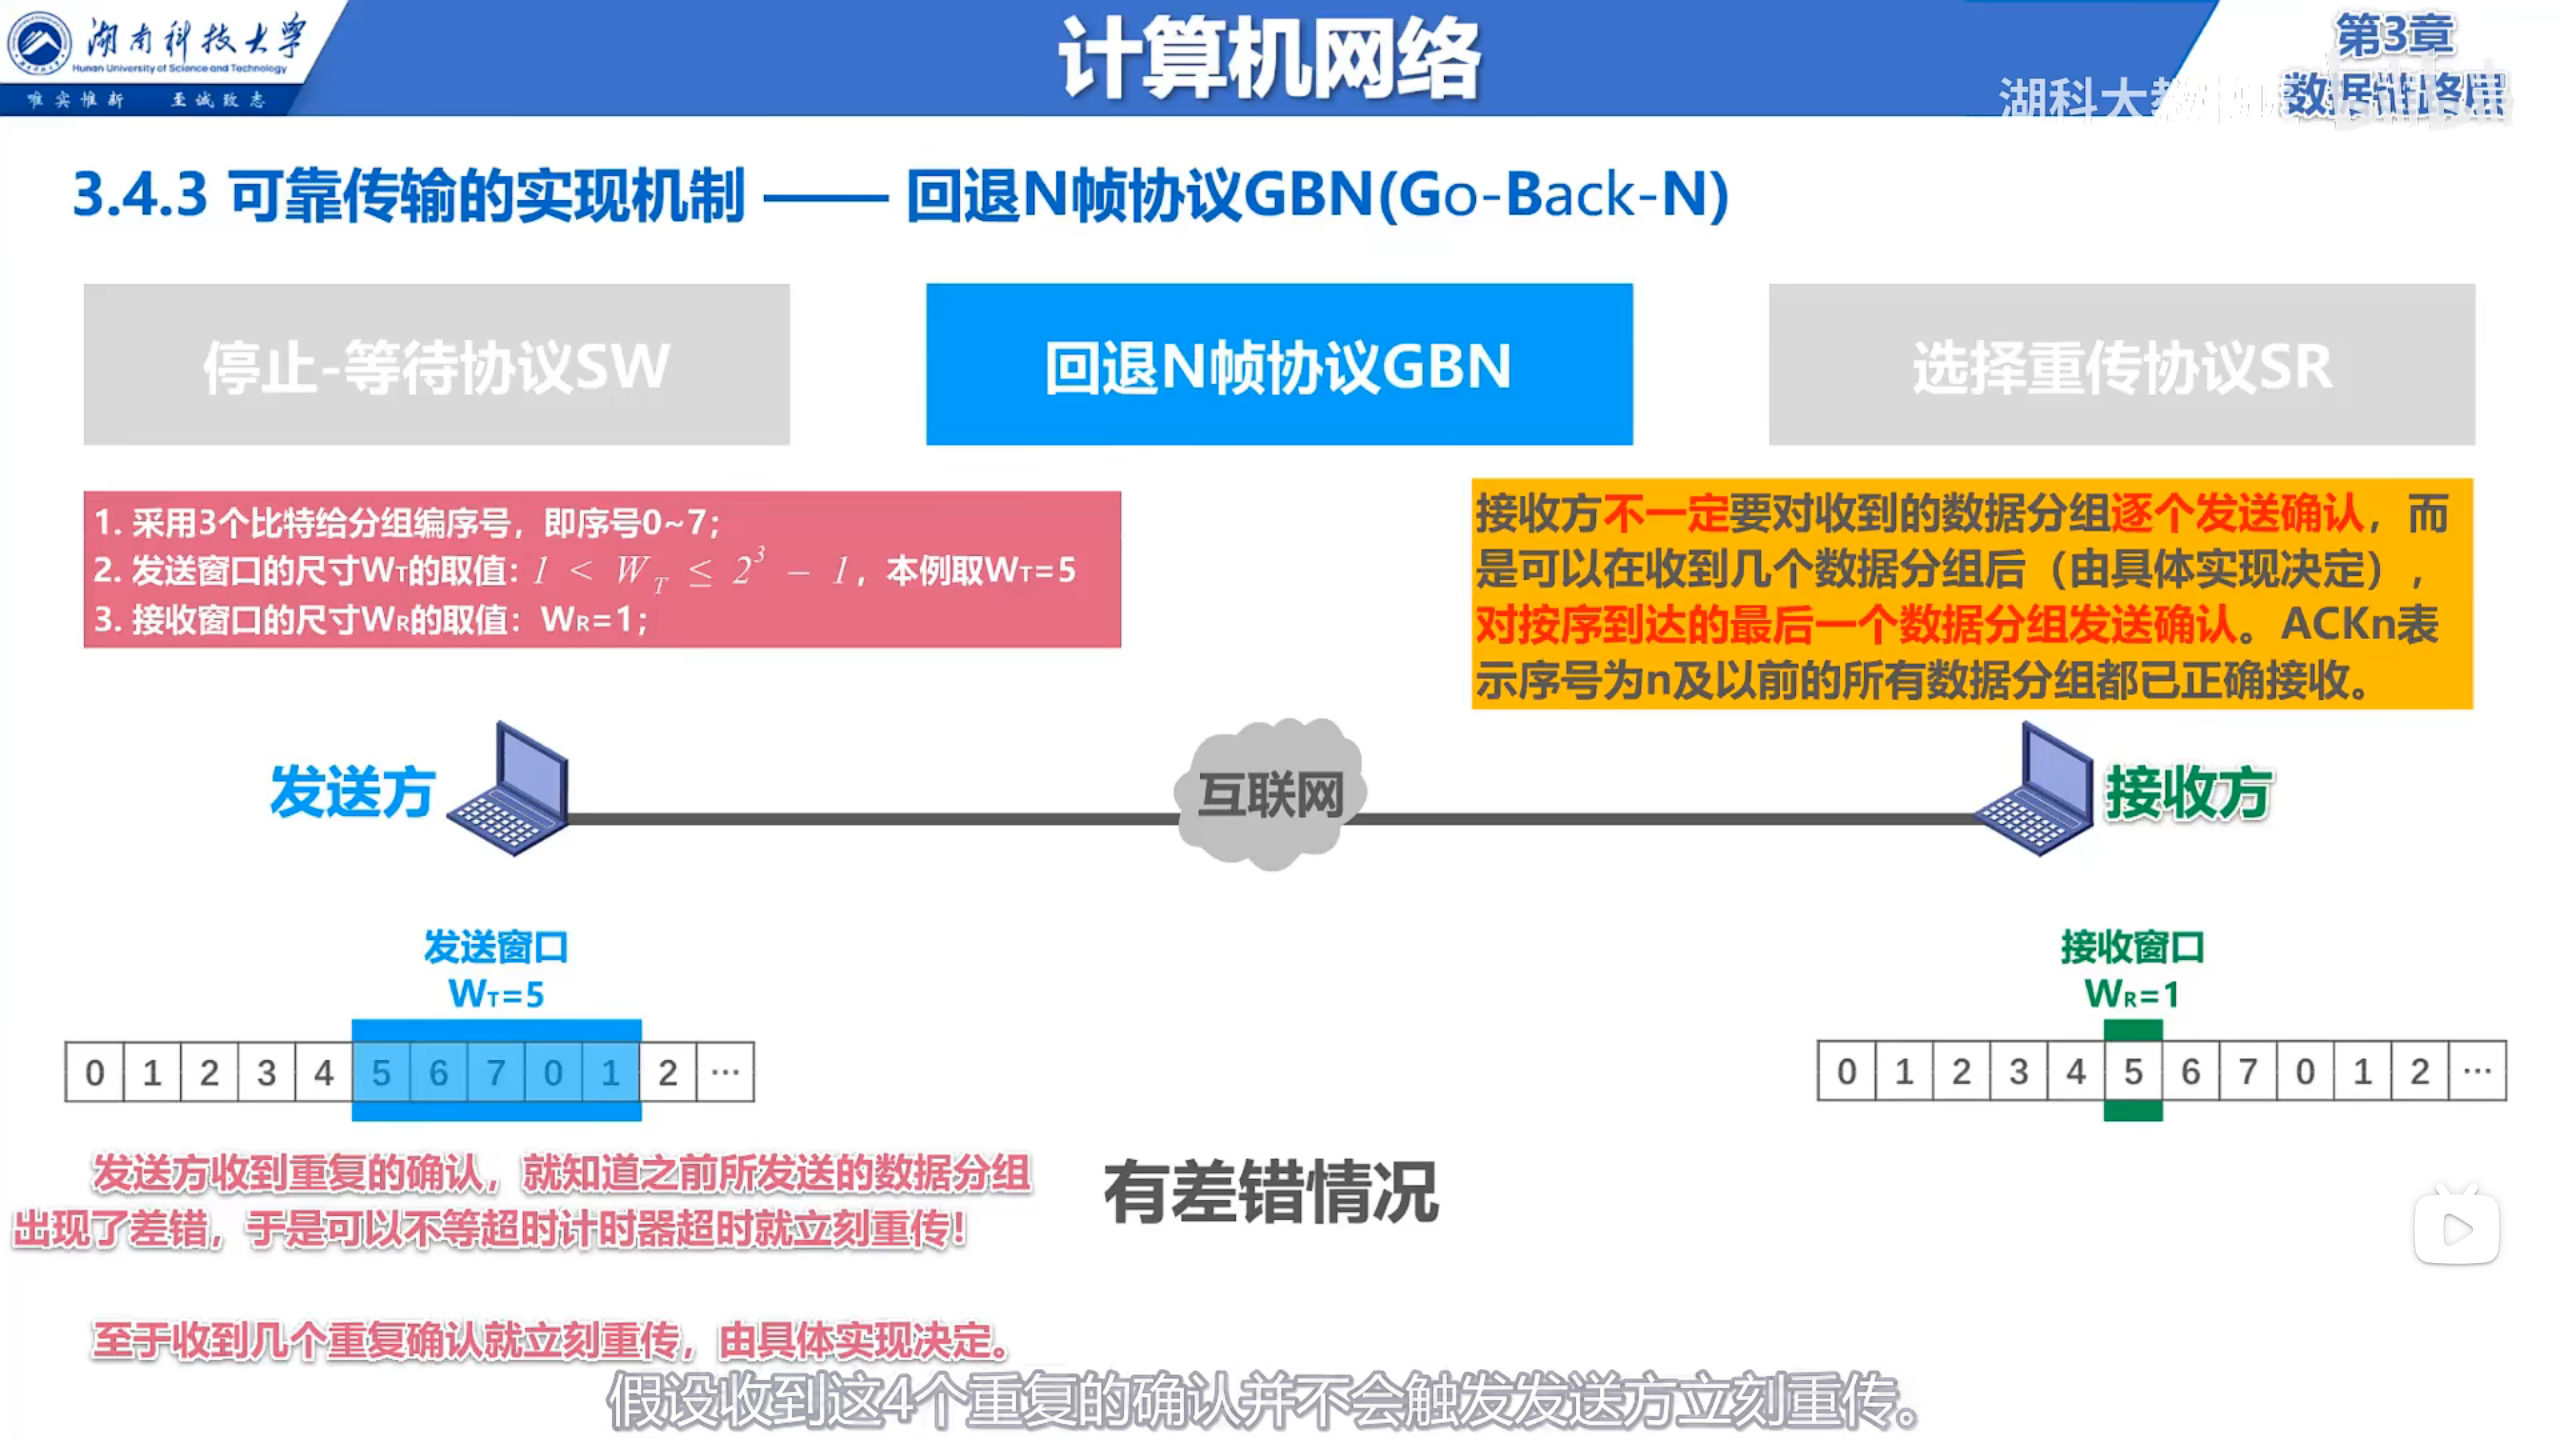 湖南科技大学
Hunan University of Science and Technology
唯实惟新 至诚致志
计算机网络
第3章
数据链路层
湖科大教书匠
3.4.3 可靠传输的实现机制 —— 回退N帧协议GBN(Go-Back-N)
停止-等待协议SW
回退N帧协议GBN
选择重传协议SR
1. 采用3个比特给分组编序号，即序号0~7；
2. 发送窗口的尺寸WT的取值：1 < W T ≤ 2³ − 1，本例取WT=5
3. 接收窗口的尺寸WR的取值：WR=1；
接收方不一定要对收到的数据分组逐个发送确认，而
是可以在收到几个数据分组后（由具体实现决定），
对按序到达的最后一个数据分组发送确认。ACKn表
示序号为n及以前的所有数据分组都已正确接收。
发送方
互联网
接收方
发送窗口
WT=5
0 1 2 3 4 5 6 7 0 1 2 ...
接收窗口
WR=1
0 1 2 3 4 5 6 7 0 1 2 ...
发送方收到重复的确认，就知道之前所发送的数据分组
出现了差错，于是可以不等超时计时器超时就立刻重传！
有差错情况
至于收到几个重复确认就立刻重传，由具体实现决定。
假设收到这4个重复的确认并不会触发发送方立刻重传。